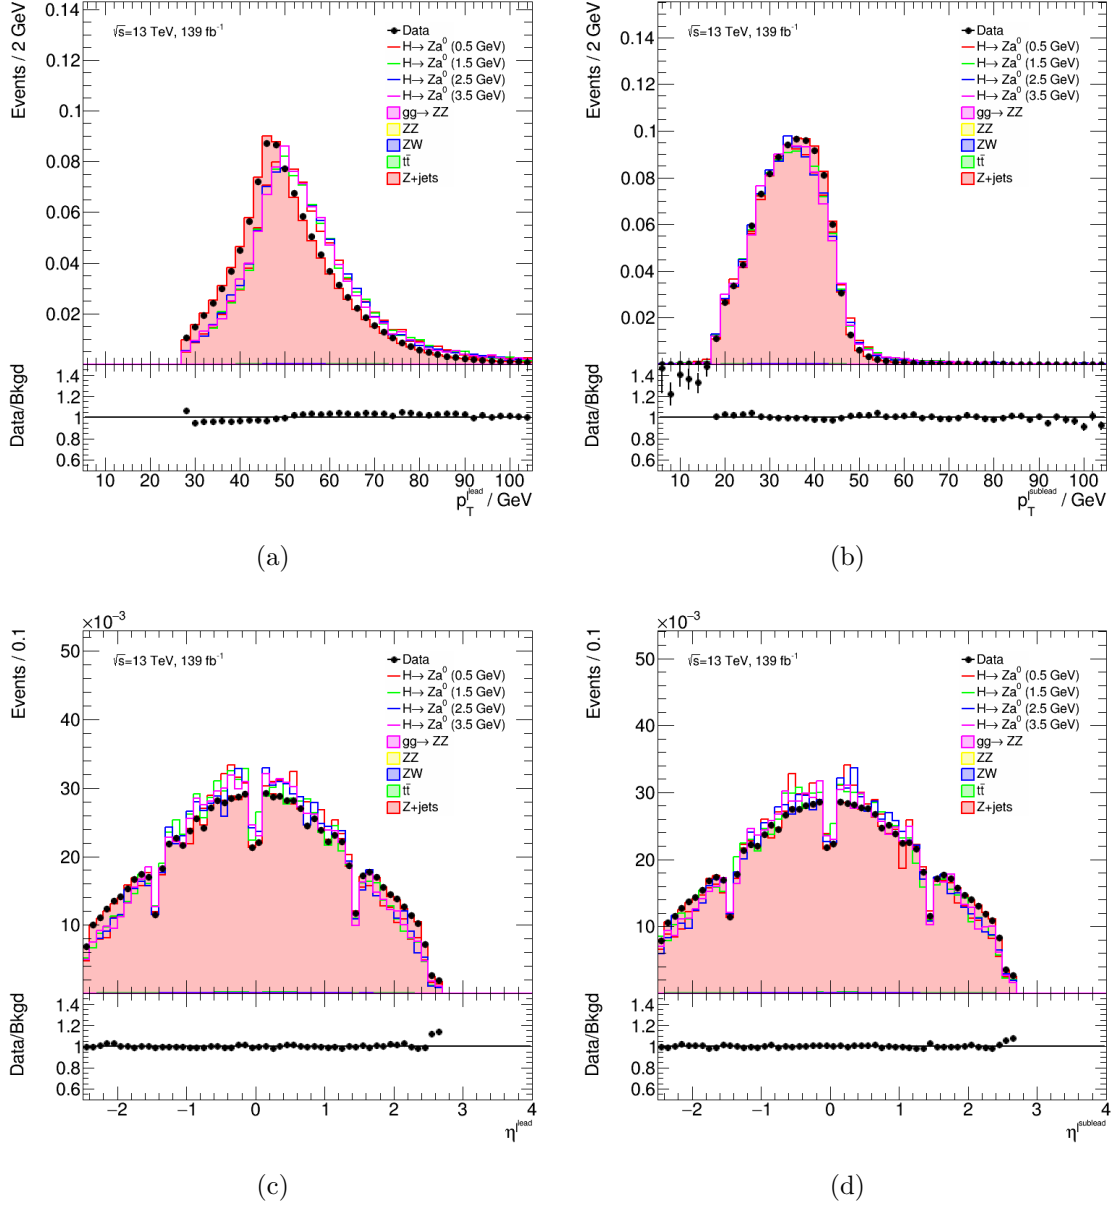 Events / 2 GeV
0.14
0.12
0.1
0.08
0.06
0.04
0.02
√s=13 TeV, 139 fb⁻¹
Data
H→ Za⁰ (0.5 GeV)
H→ Za⁰ (1.5 GeV)
H→ Za⁰ (2.5 GeV)
H→ Za⁰ (3.5 GeV)
gg→ ZZ
ZZ
ZW
tt̄
Z+jets
Data/Bkgd
1.4
1.2
1
0.8
0.6
10 20 30 40 50 60 70 80 90 100
p_T^{l^{lead}} / GeV
(a)
Events / 2 GeV
0.14
0.12
0.1
0.08
0.06
0.04
0.02
√s=13 TeV, 139 fb⁻¹
Data
H→ Za⁰ (0.5 GeV)
H→ Za⁰ (1.5 GeV)
H→ Za⁰ (2.5 GeV)
H→ Za⁰ (3.5 GeV)
gg→ ZZ
ZZ
ZW
tt̄
Z+jets
Data/Bkgd
1.4
1.2
1
0.8
0.6
10 20 30 40 50 60 70 80 90 100
p_T^{l^{sublead}} / GeV
(b)
×10⁻³
Events / 0.1
50
40
30
20
10
√s=13 TeV, 139 fb⁻¹
Data
H→ Za⁰ (0.5 GeV)
H→ Za⁰ (1.5 GeV)
H→ Za⁰ (2.5 GeV)
H→ Za⁰ (3.5 GeV)
gg→ ZZ
ZZ
ZW
tt̄
Z+jets
Data/Bkgd
1.4
1.2
1
0.8
0.6
−2 −1 0 1 2 3 4
η^{l^{lead}}
(c)
×10⁻³
Events / 0.1
50
40
30
20
10
√s=13 TeV, 139 fb⁻¹
Data
H→ Za⁰ (0.5 GeV)
H→ Za⁰ (1.5 GeV)
H→ Za⁰ (2.5 GeV)
H→ Za⁰ (3.5 GeV)
gg→ ZZ
ZZ
ZW
tt̄
Z+jets
Data/Bkgd
1.4
1.2
1
0.8
0.6
−2 −1 0 1 2 3 4
η^{l^{sublead}}
(d)